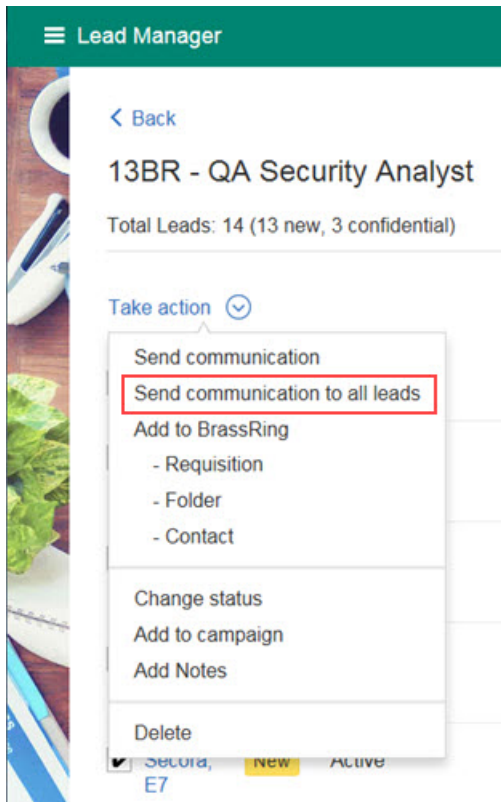 Lead Manager
Back
13BR - QA Security Analyst
Total Leads: 14 (13 new, 3 confidential)
Take action
Send communication
Send communication to all leads
Add to BrassRing
- Requisition
- Folder
- Contact
Change status
Add to campaign
Add Notes
Delete
Secora, New Active
E7